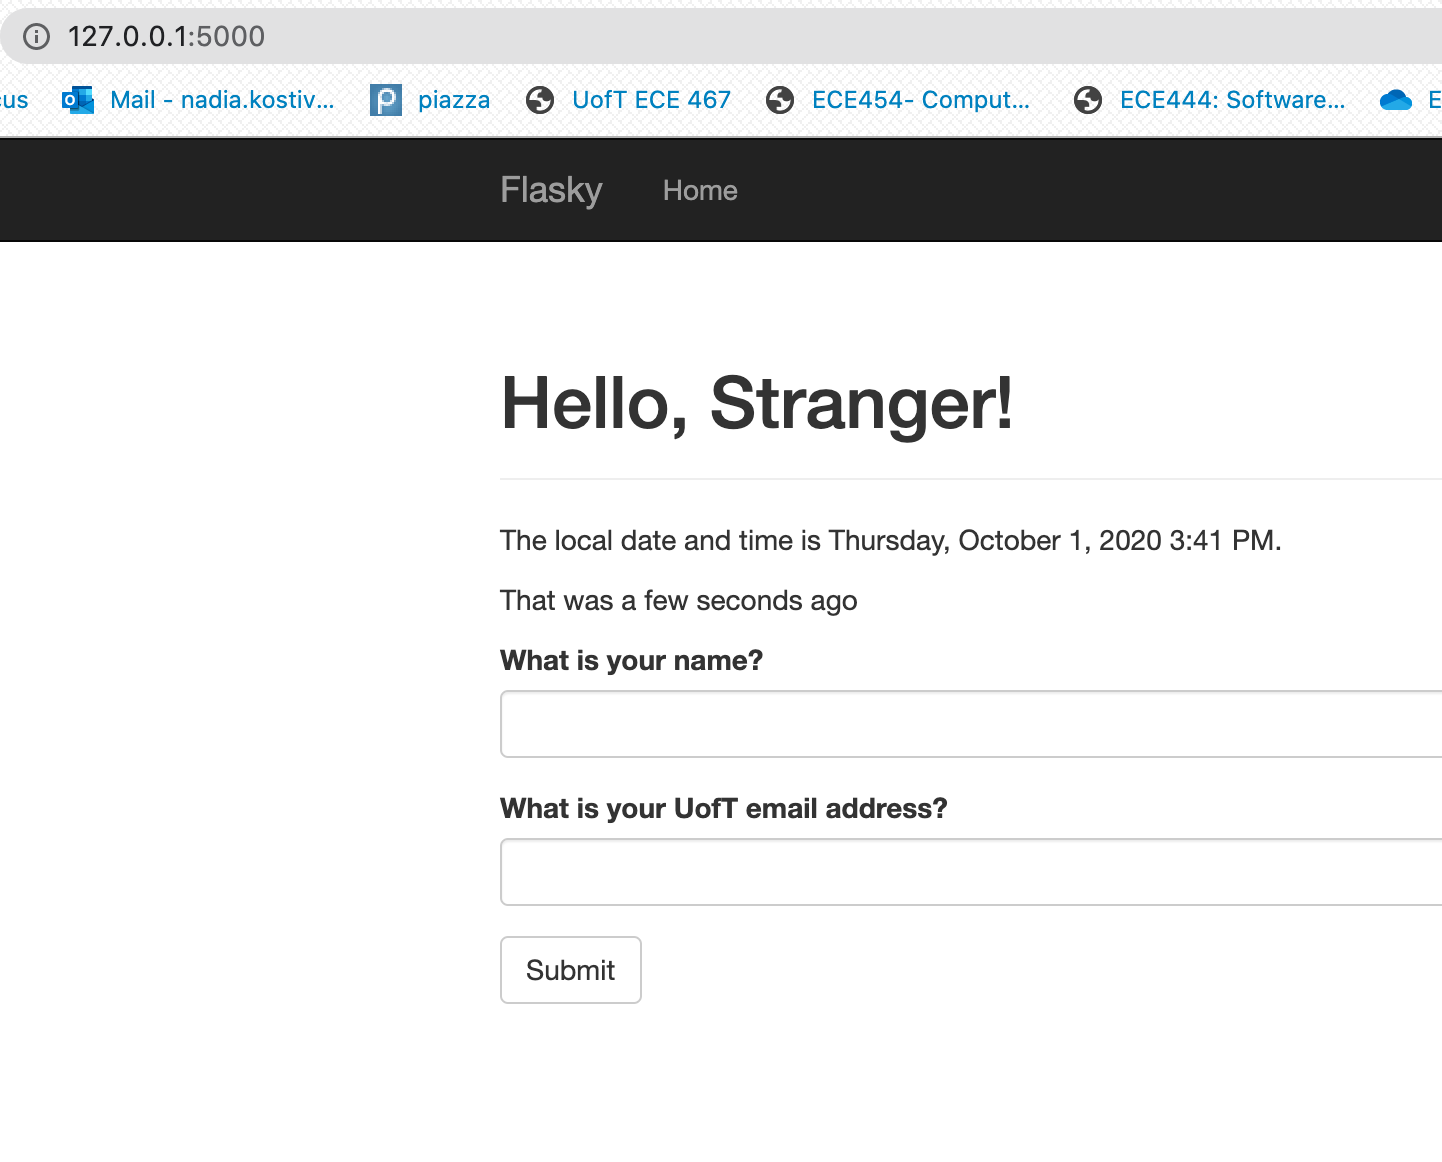 127.0.0.1:5000
cus Mail - nadia.kostiv... piazza UofT ECE 467 ECE454- Comput... ECE444: Software... E
Flasky Home
Hello, Stranger!
The local date and time is Thursday, October 1, 2020 3:41 PM.
That was a few seconds ago
What is your name?
What is your UofT email address?
Submit